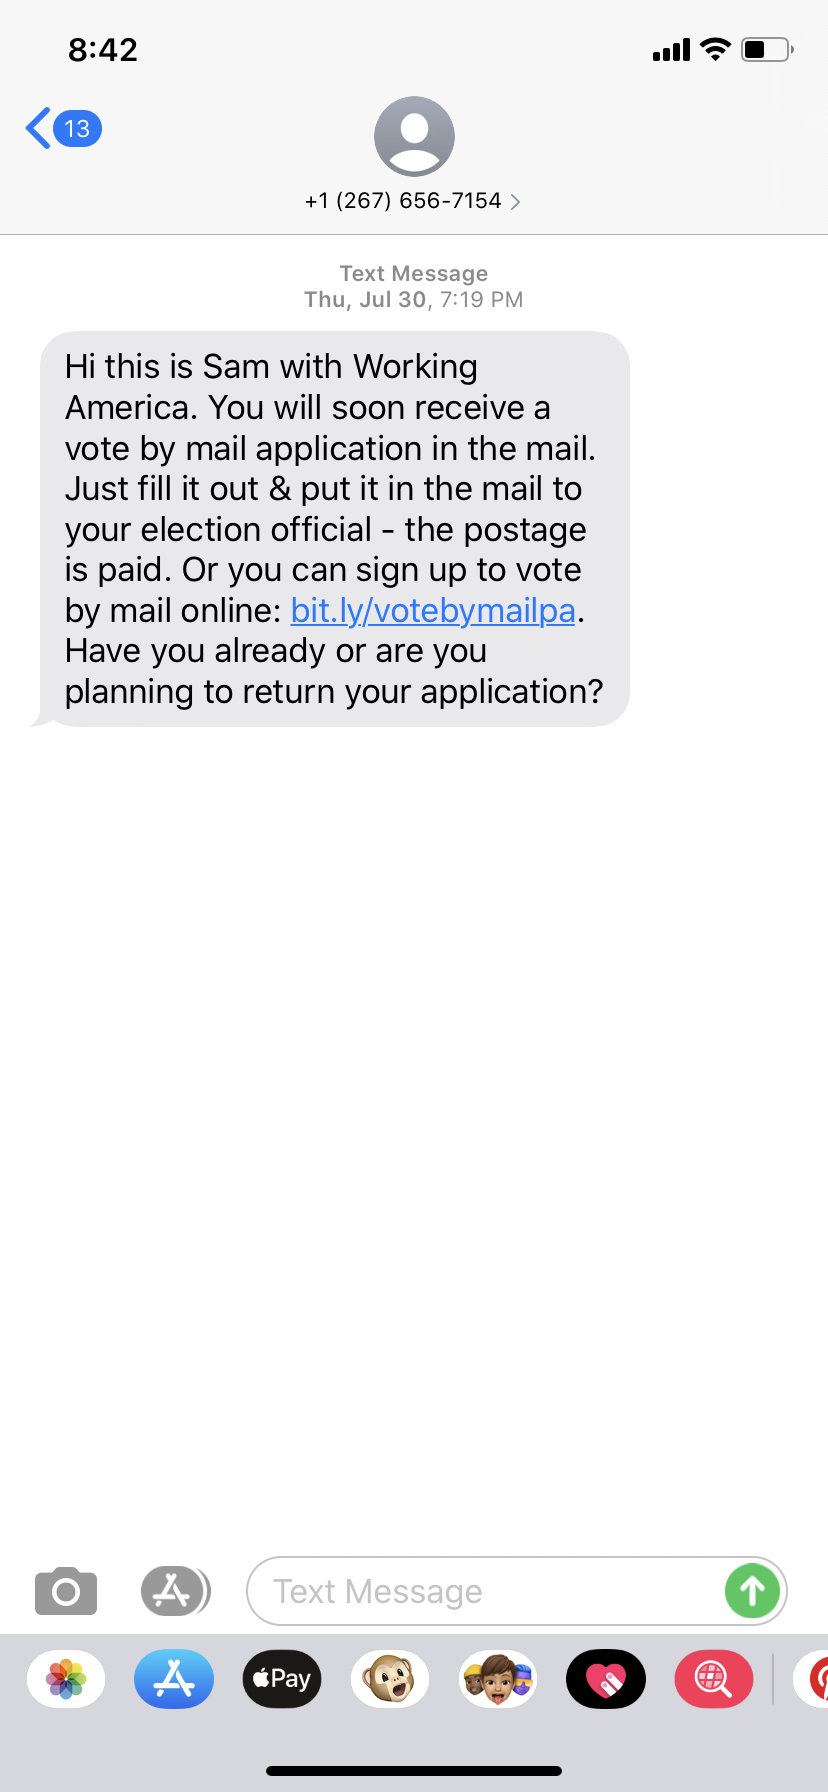 8:42
13
+1 (267) 656-7154
Text Message
Thu, Jul 30, 7:19 PM
Hi this is Sam with Working
America. You will soon receive a
vote by mail application in the mail.
Just fill it out & put it in the mail to
your election official - the postage
is paid. Or you can sign up to vote
by mail online: bit.ly/votebymailpa.
Have you already or are you
planning to return your application?
Text Message
Pay